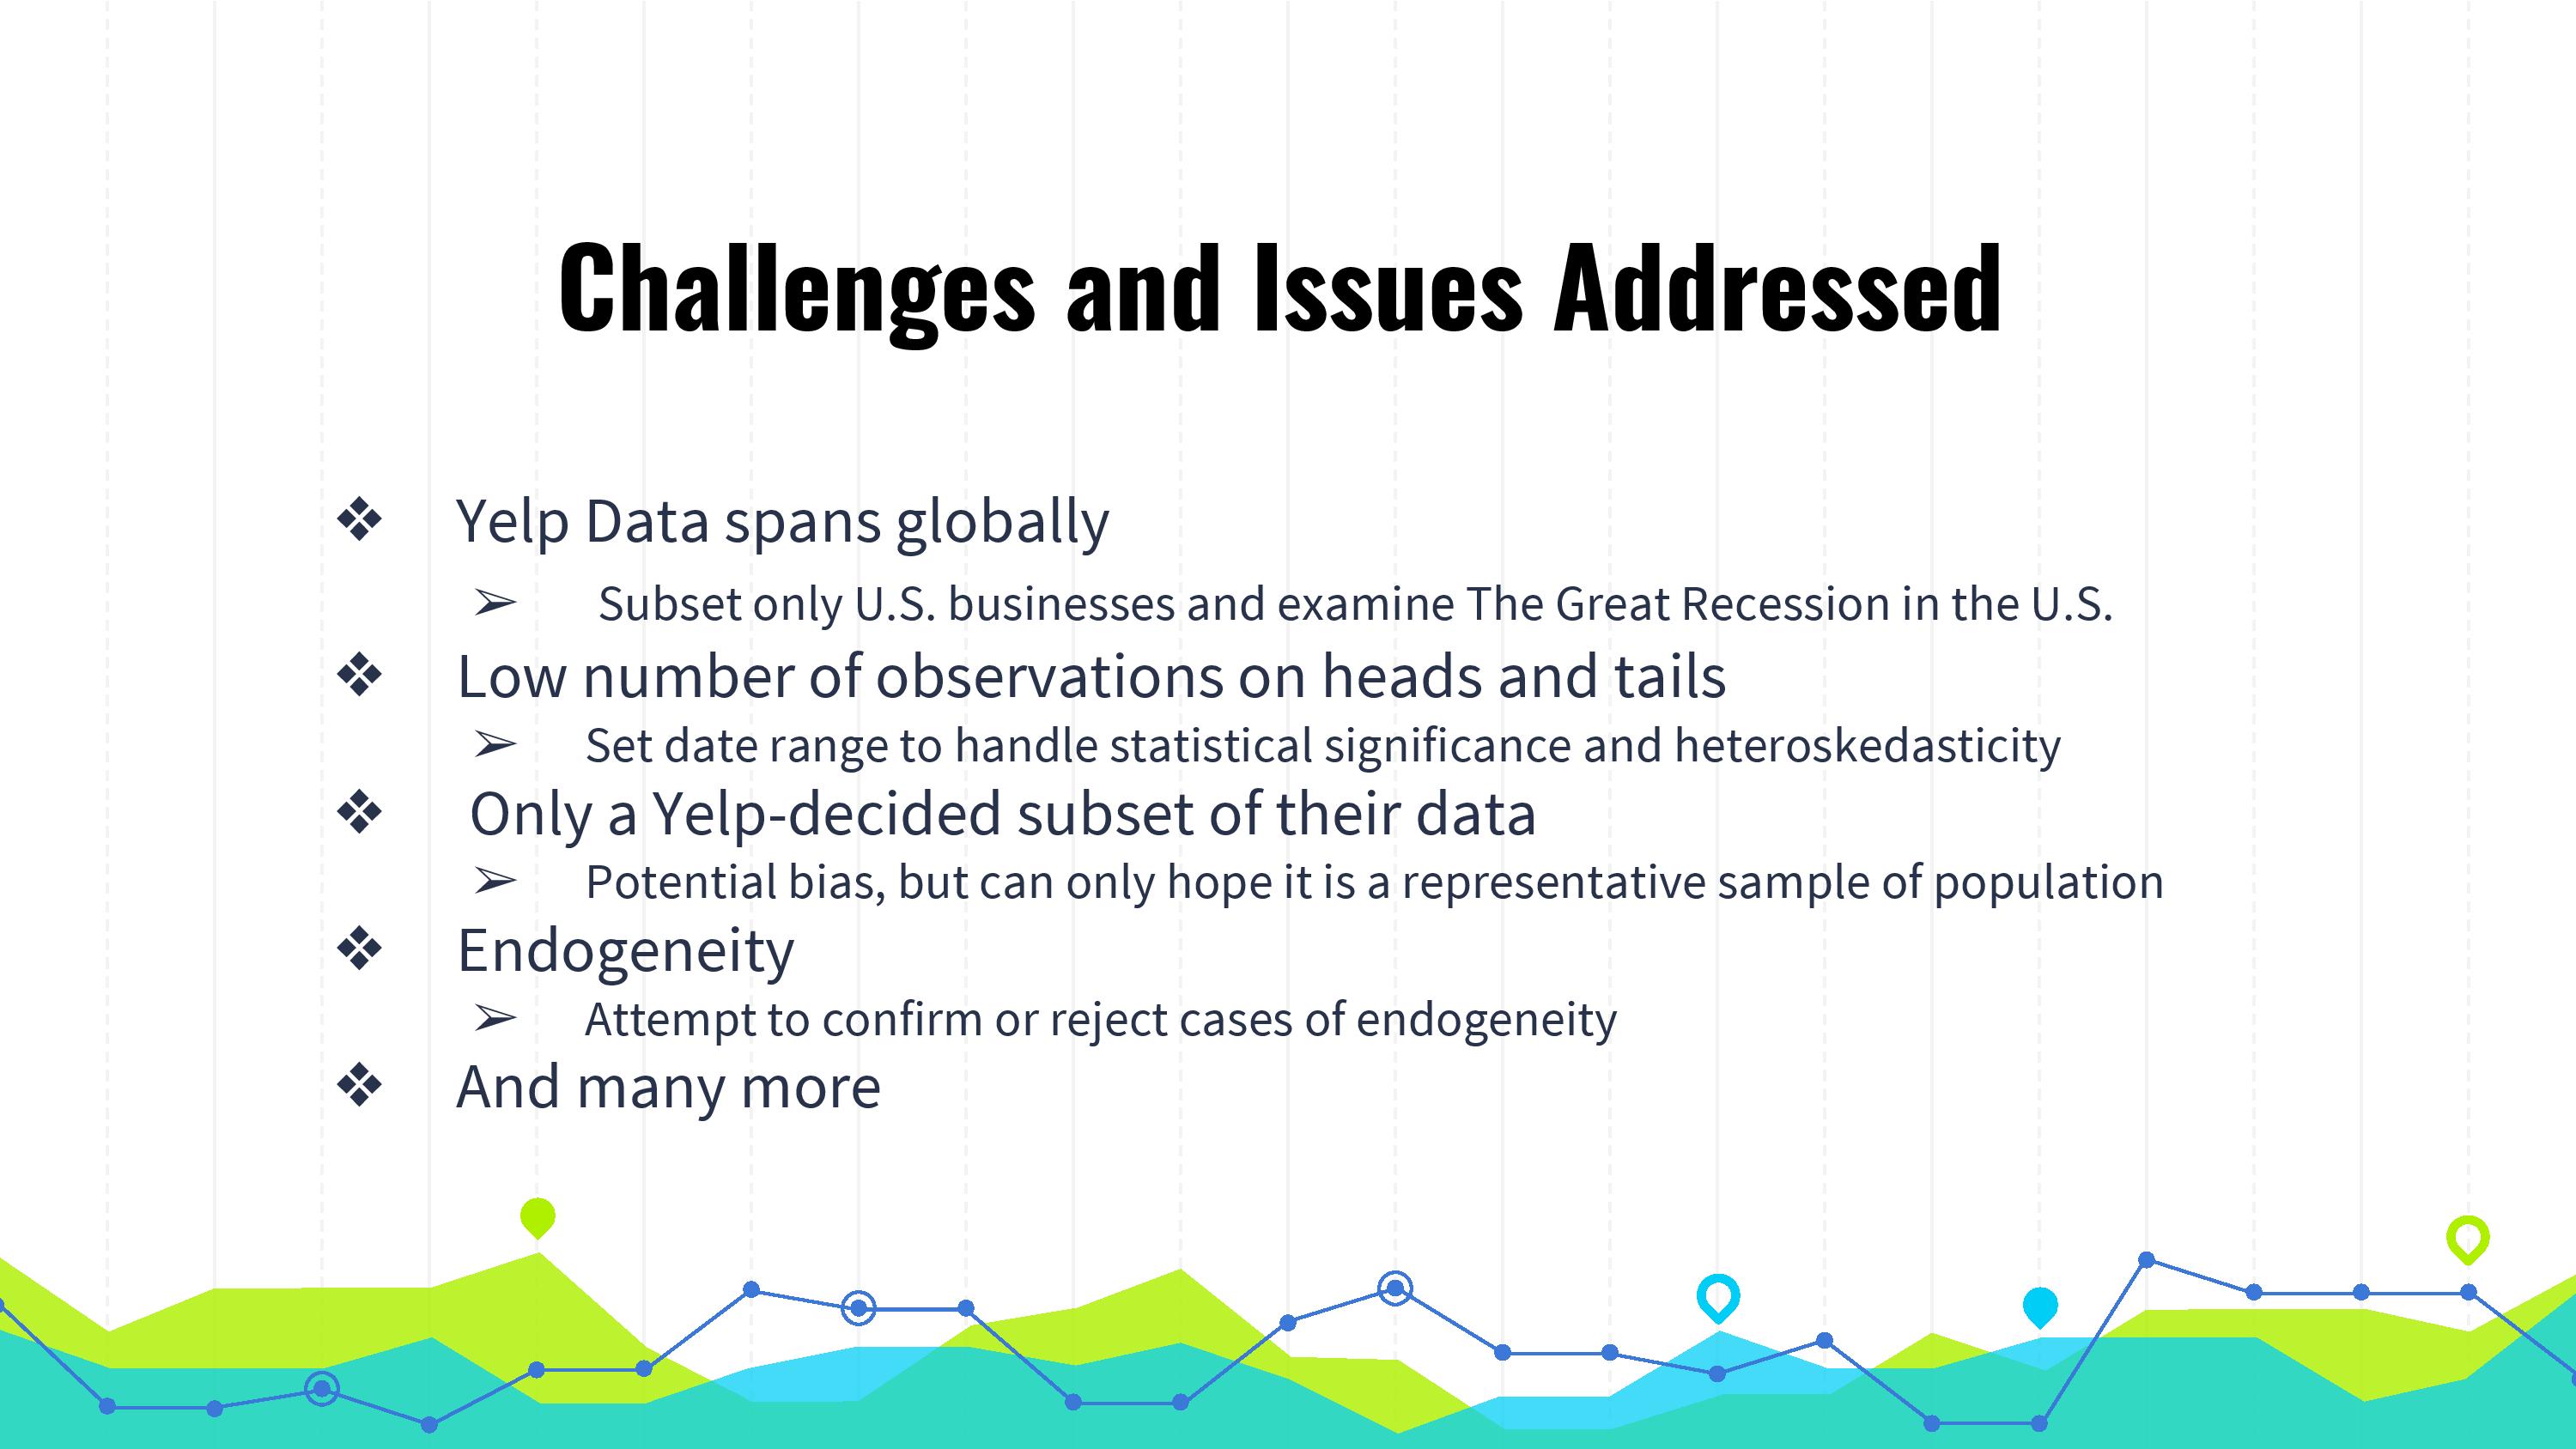 Challenges and Issues Addressed
❖ Yelp Data spans globally
➢ Subset only U.S. businesses and examine The Great Recession in the U.S.
❖ Low number of observations on heads and tails
➢ Set date range to handle statistical significance and heteroskedasticity
❖ Only a Yelp-decided subset of their data
➢ Potential bias, but can only hope it is a representative sample of population
❖ Endogeneity
➢ Attempt to confirm or reject cases of endogeneity
❖ And many more